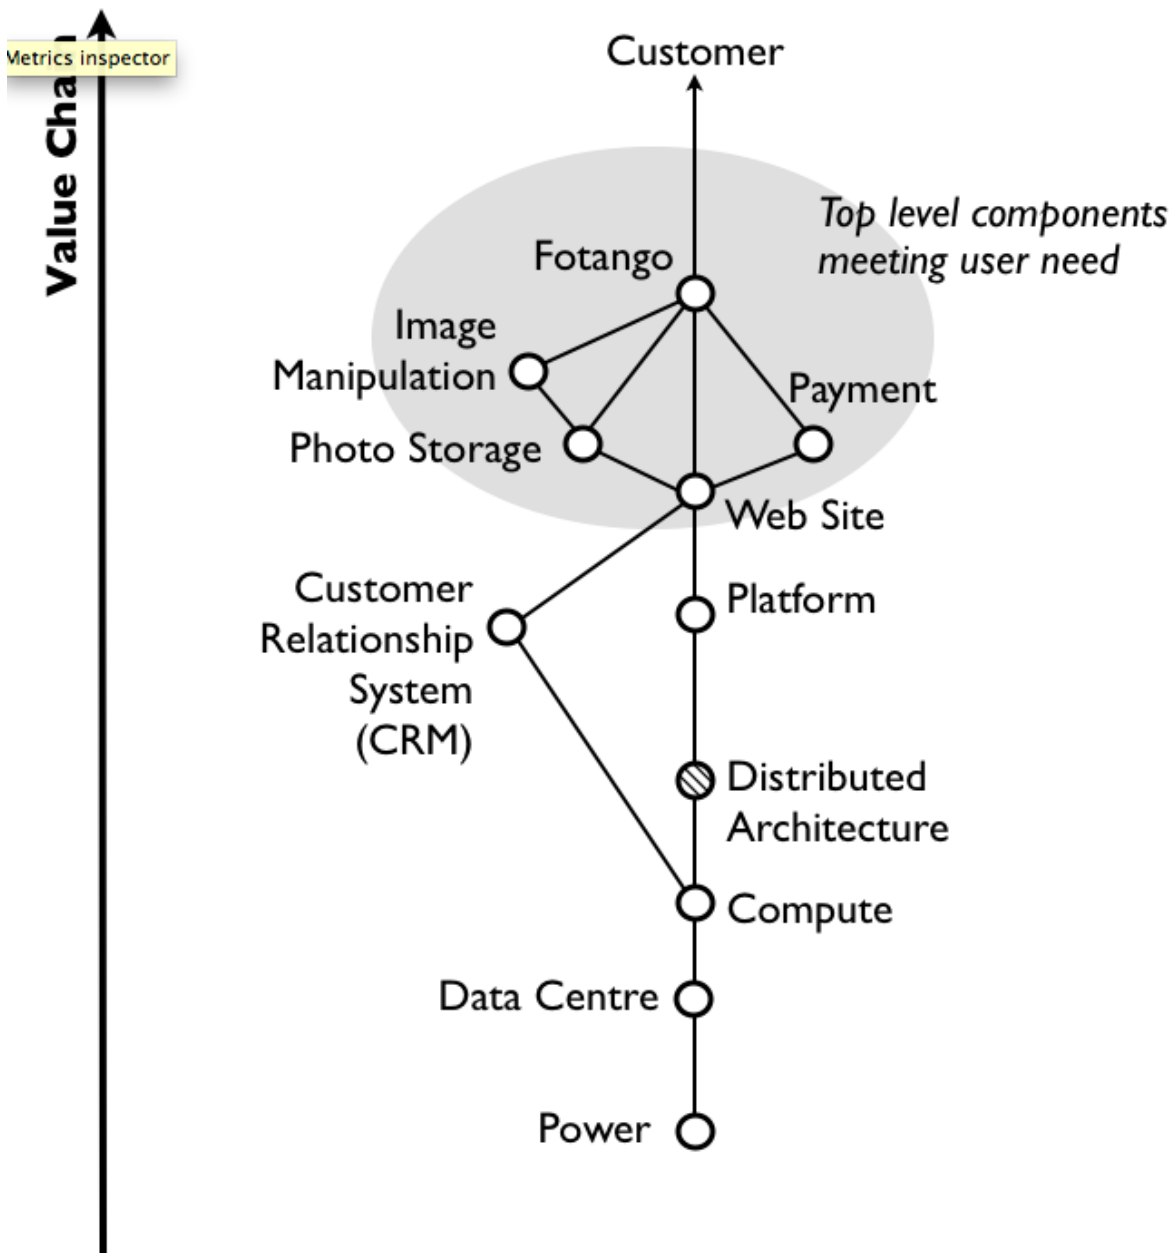 Metrics inspector
Value Cha
Customer
Top level components
meeting user need
Fotango
Image
Manipulation
Payment
Photo Storage
Web Site
Customer
Relationship
System
(CRM)
Platform
Distributed
Architecture
Compute
Data Centre
Power